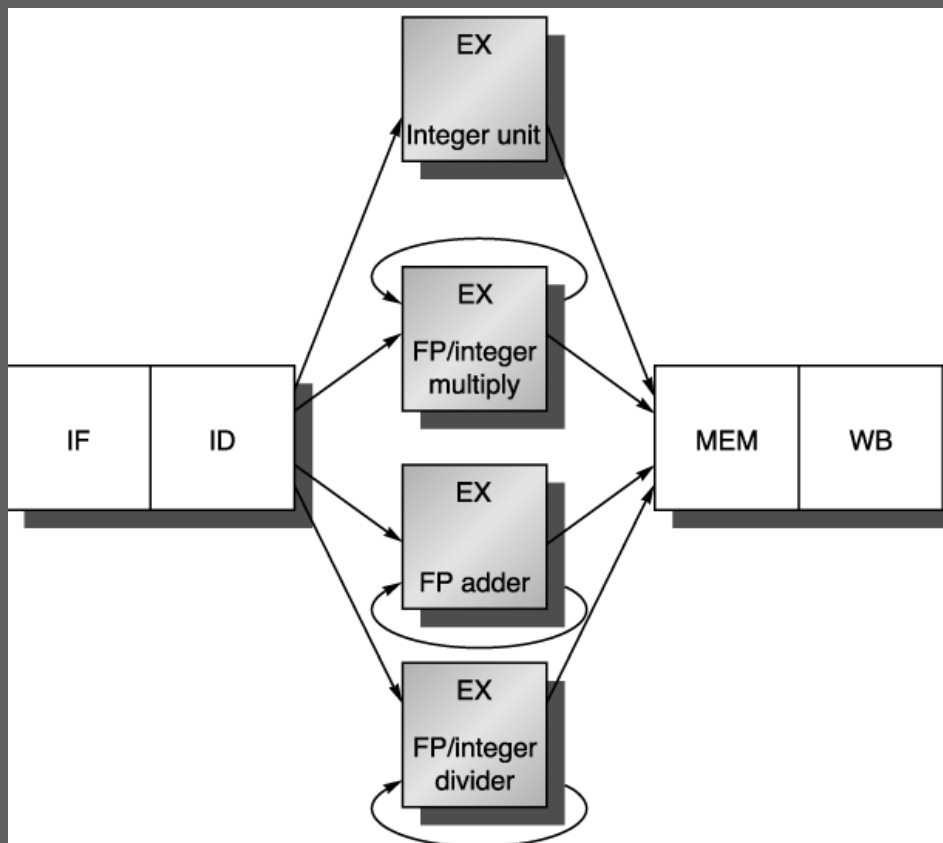 EX
Integer unit
EX
FP/integer
multiply
IF
ID
MEM
WB
EX
FP adder
EX
FP/integer
divider